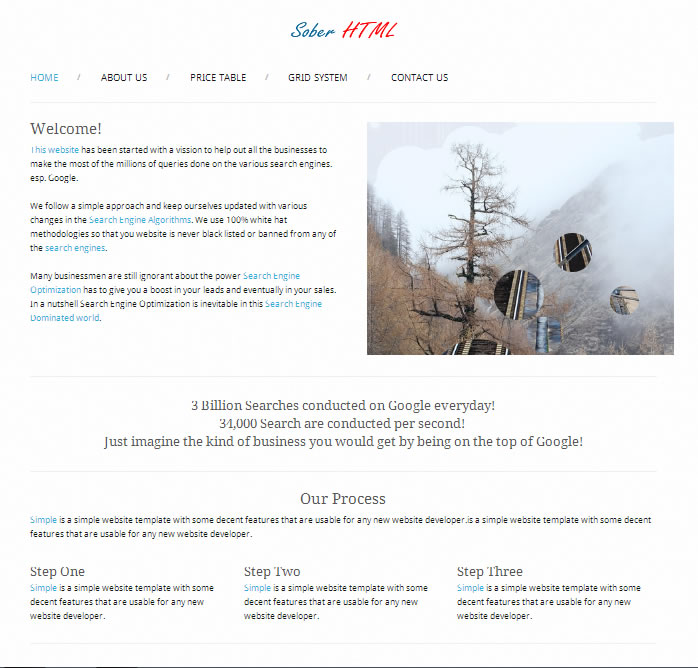 Sober HTML
HOME / ABOUT US / PRICE TABLE / GRID SYSTEM / CONTACT US
Welcome!
This website has been started with a vission to help out all the businesses to
make the most of the millions of queries done on the various search engines.
esp. Google.
We follow a simple approach and keep ourselves updated with various
changes in the Search Engine Algorithms. We use 100% white hat
methodologies so that you website is never black listed or banned from any of
the search engines.
Many businessmen are still ignorant about the power Search Engine
Optimization has to give you a boost in your leads and eventually in your sales.
In a nutshell Search Engine Optimization is inevitable in this Search Engine
Dominated world.
3 Billion Searches conducted on Google everyday!
34,000 Search are conducted per second!
Just imagine the kind of business you would get by being on the top of Google!
Our Process
Simple is a simple website template with some decent features that are usable for any new website developer.is a simple website template with some decent
features that are usable for any new website developer.
Step One
Simple is a simple website template with some
decent features that are usable for any new
website developer.
Step Two
Simple is a simple website template with some
decent features that are usable for any new
website developer.
Step Three
Simple is a simple website template with some
decent features that are usable for any new
website developer.